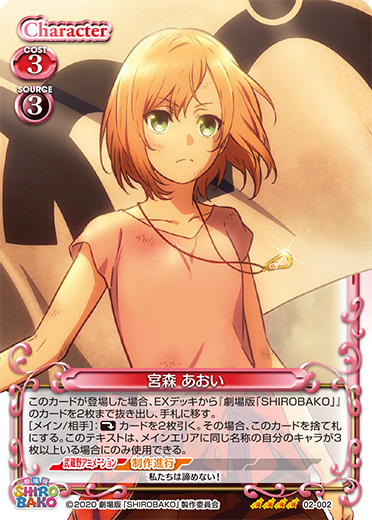 Character
COST
3
SOURCE
3
宮森 あおい
このカードが登場した場合、EXデッキから『劇場版「SHIROBAKO」』
のカードを2枚まで抜き出し、手札に移す。
[メイン/相手]:カードを2枚引く。その場合、このカードを捨て札
にする。このテキストは、メインエリアに同じ名称の自分のキャラが3
枚以上いる場合にのみ使用できる。
武蔵野アニメーション 制作進行
私たちは諦めない!
劇場版
SHIRO
BAKO
02-002
©2020 劇場版「SHIROBAKO」製作委員会